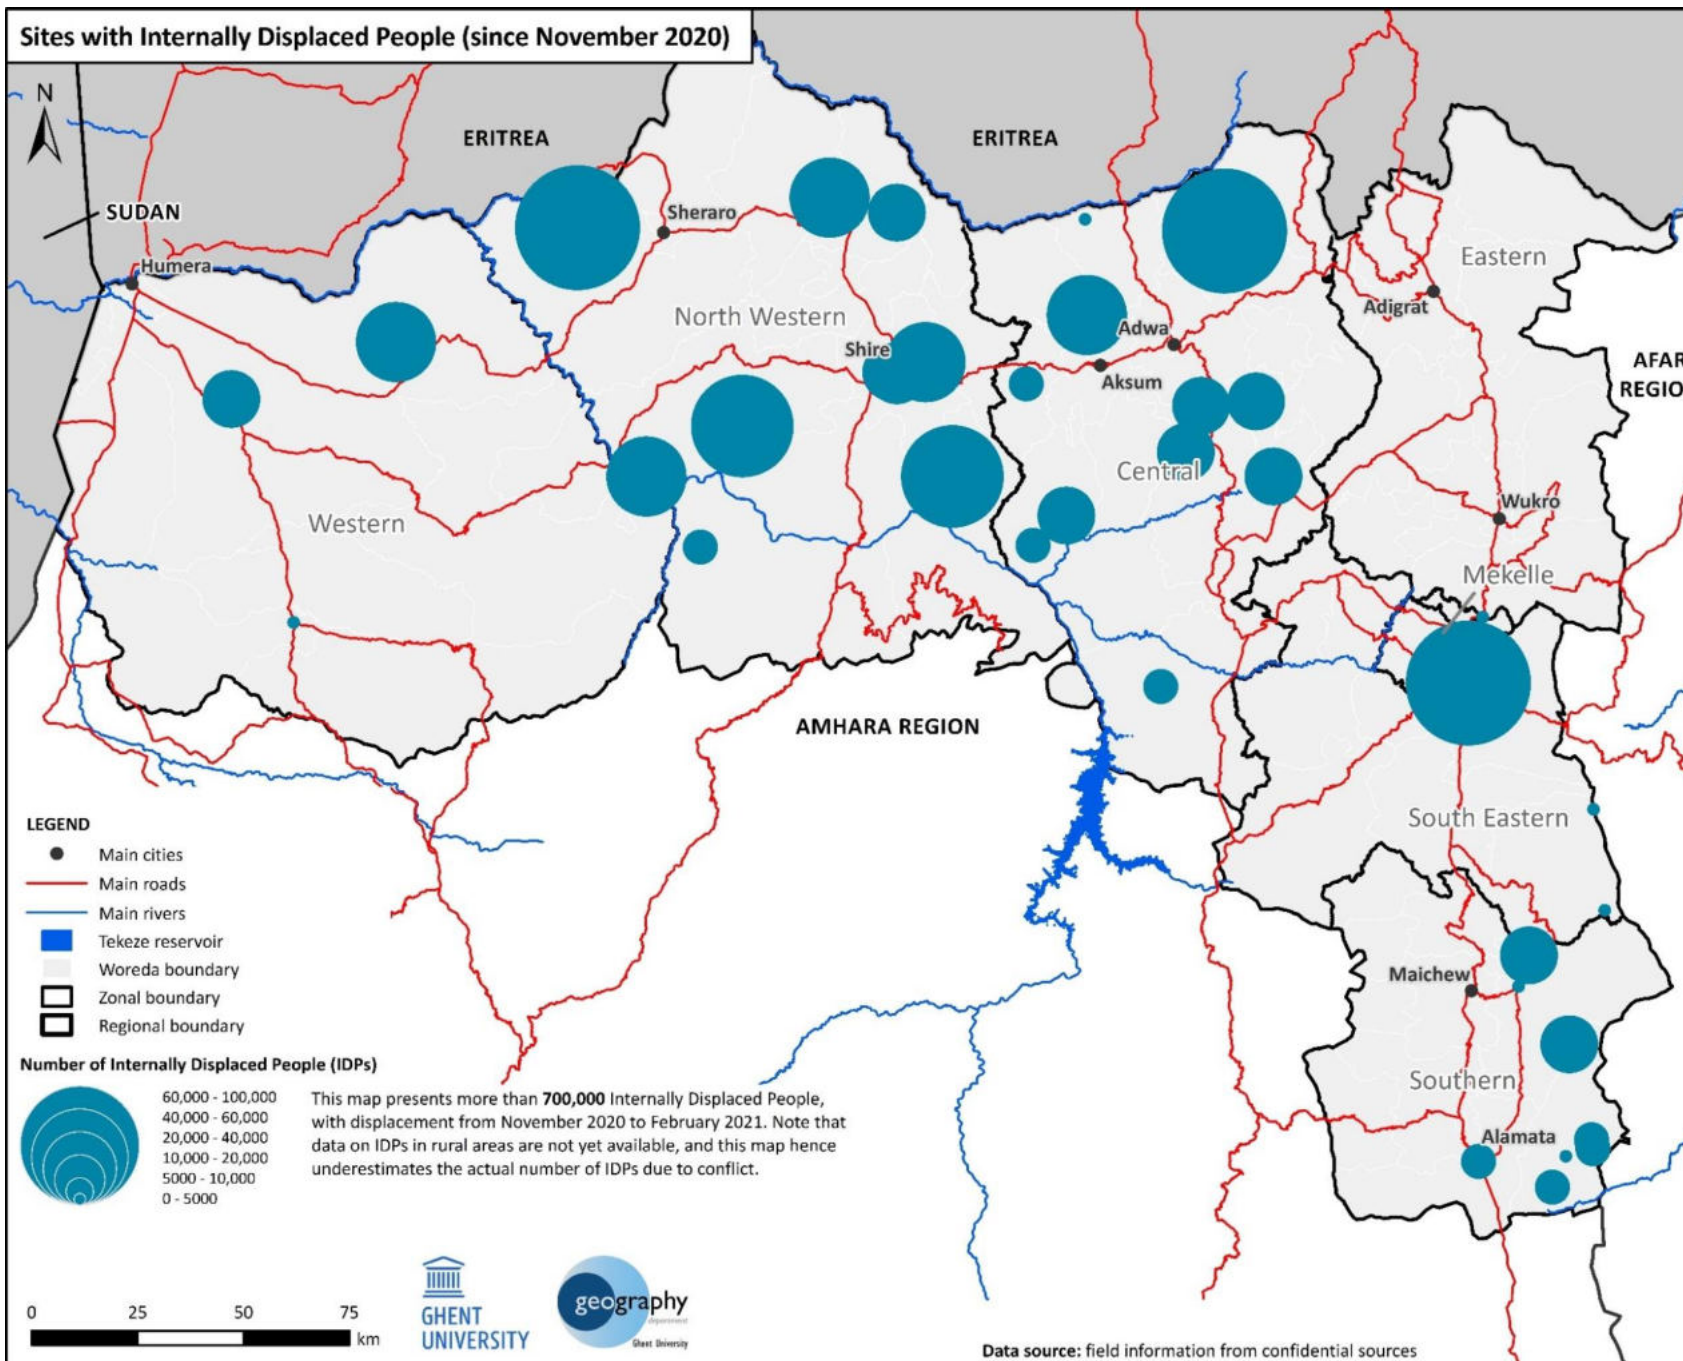 Sites with Internally Displaced People (since November 2020)
N
ERITREA
ERITREA
SUDAN
Sheraro
Humera
Eastern
Adigrat
North Western
Adwa
Shire
Aksum
AFAR
REGIO
Central
Western
Wukro
Mekelle
AMHARA REGION
South Eastern
Maichew
Southern
Alamata
LEGEND
Main cities
Main roads
Main rivers
Tekeze reservoir
Woreda boundary
Zonal boundary
Regional boundary
Number of Internally Displaced People (IDPs)
60,000 - 100,000
40,000 - 60,000
20,000 - 40,000
10,000 - 20,000
5000 - 10,000
0 - 5000
This map presents more than 700,000 Internally Displaced People,
with displacement from November 2020 to February 2021. Note that
data on IDPs in rural areas are not yet available, and this map hence
underestimates the actual number of IDPs due to conflict.
0 25 50 75
km
GHENT
UNIVERSITY
geography
department
Ghent University
Data source: field information from confidential sources